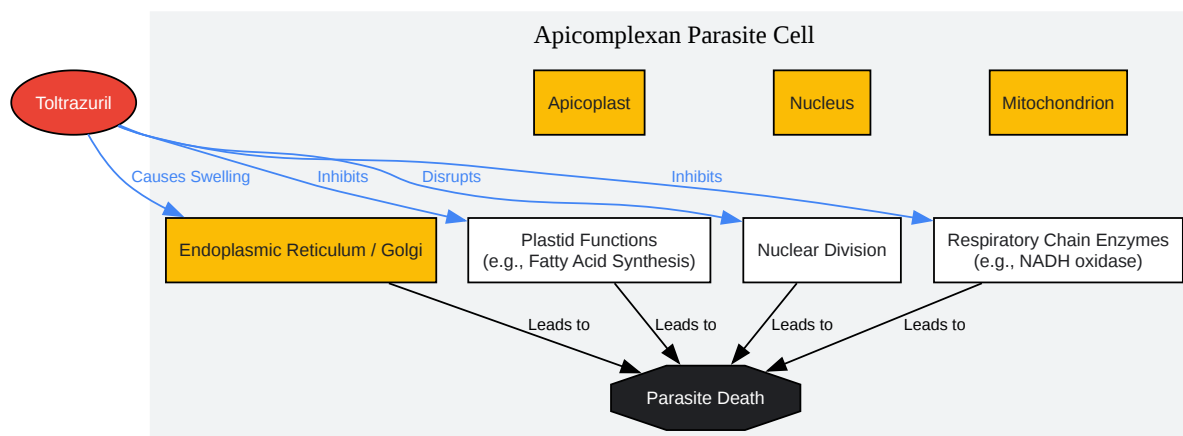 Apicomplexan Parasite Cell
Toltrazuril
Apicoplast
Nucleus
Mitochondrion
Causes Swelling
Inhibits
Disrupts
Inhibits
Endoplasmic Reticulum / Golgi
Plastid Functions
(e.g., Fatty Acid Synthesis)
Nuclear Division
Respiratory Chain Enzymes
(e.g., NADH oxidase)
Leads to
Leads to
Leads to
Leads to
Parasite Death